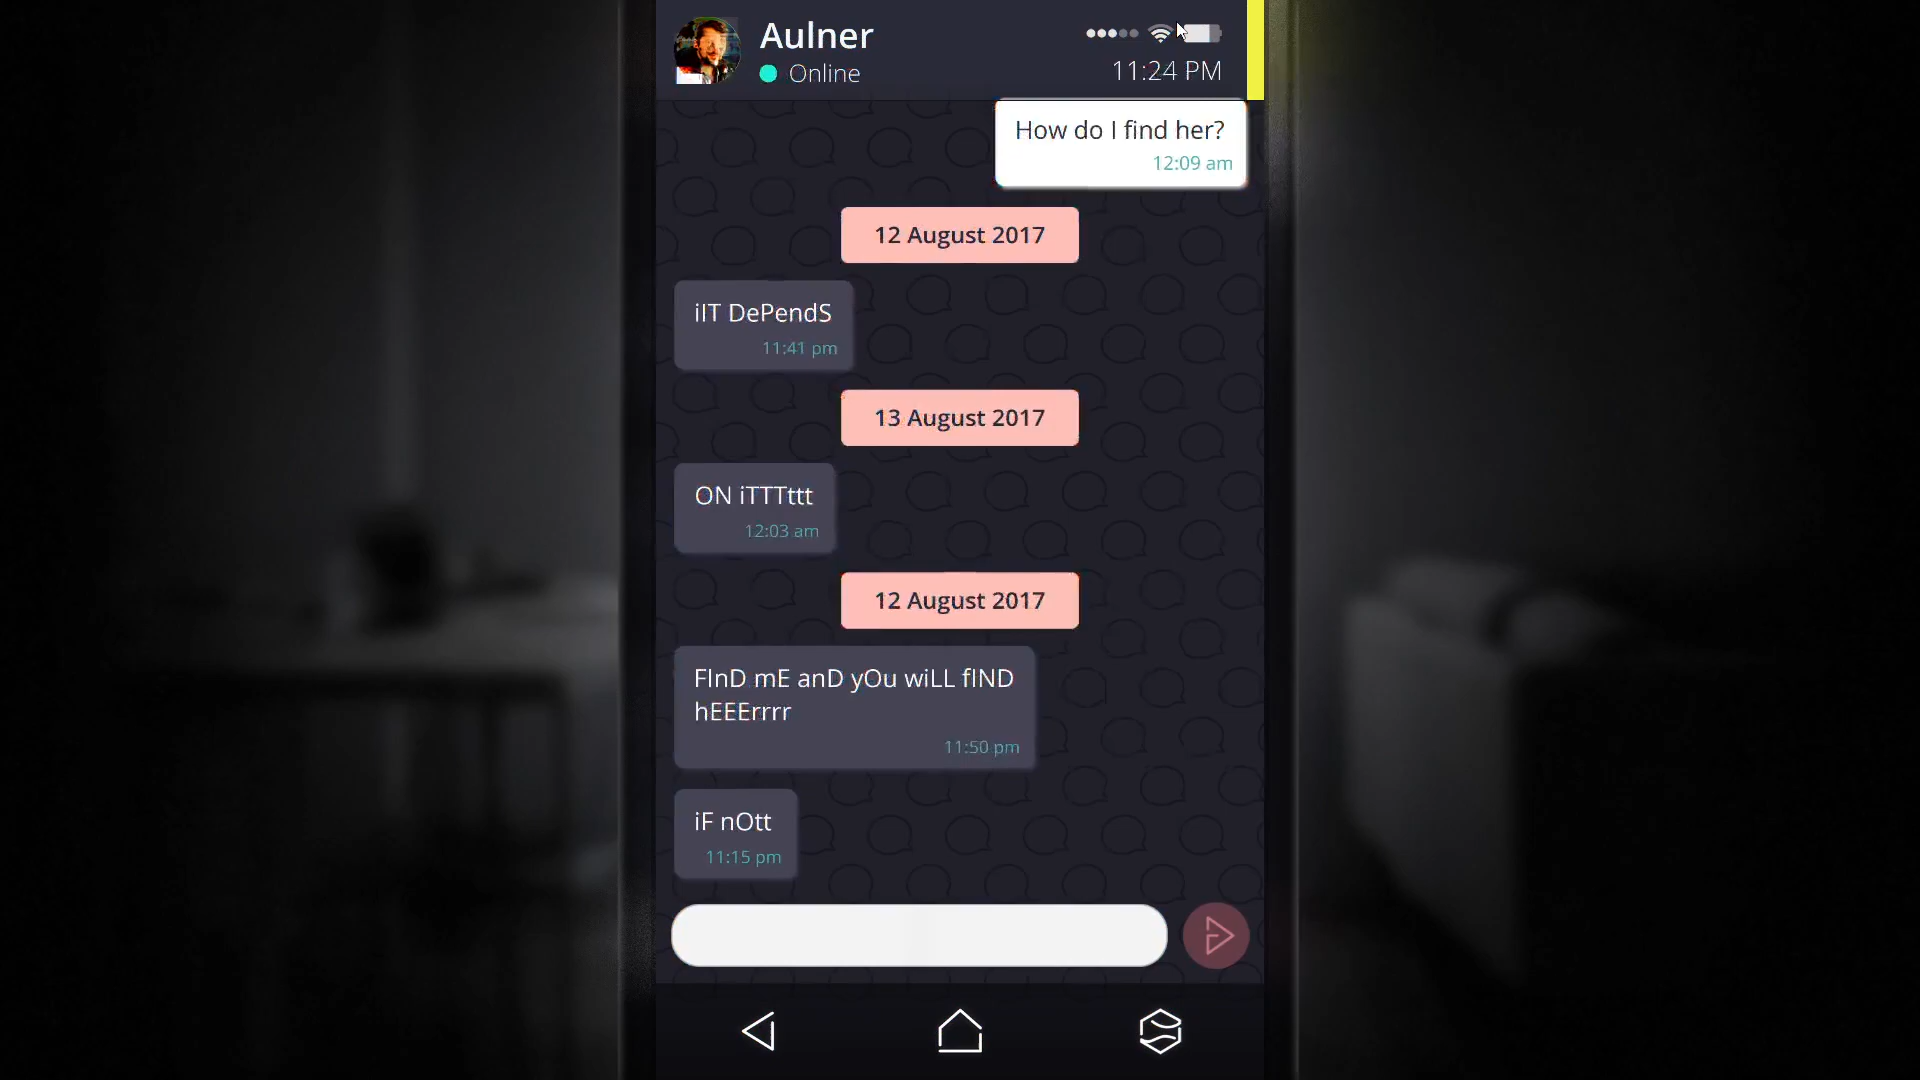 Aulner
Online
11:24 PM
How do I find her?
12:09 am
12 August 2017
iIT DePendS
11:41 pm
13 August 2017
ON iTTTttt
12:03 am
12 August 2017
FInD mE anD yOu wiLL fIND
hEEErrrr
11:50 pm
iF nOtt
11:15 pm